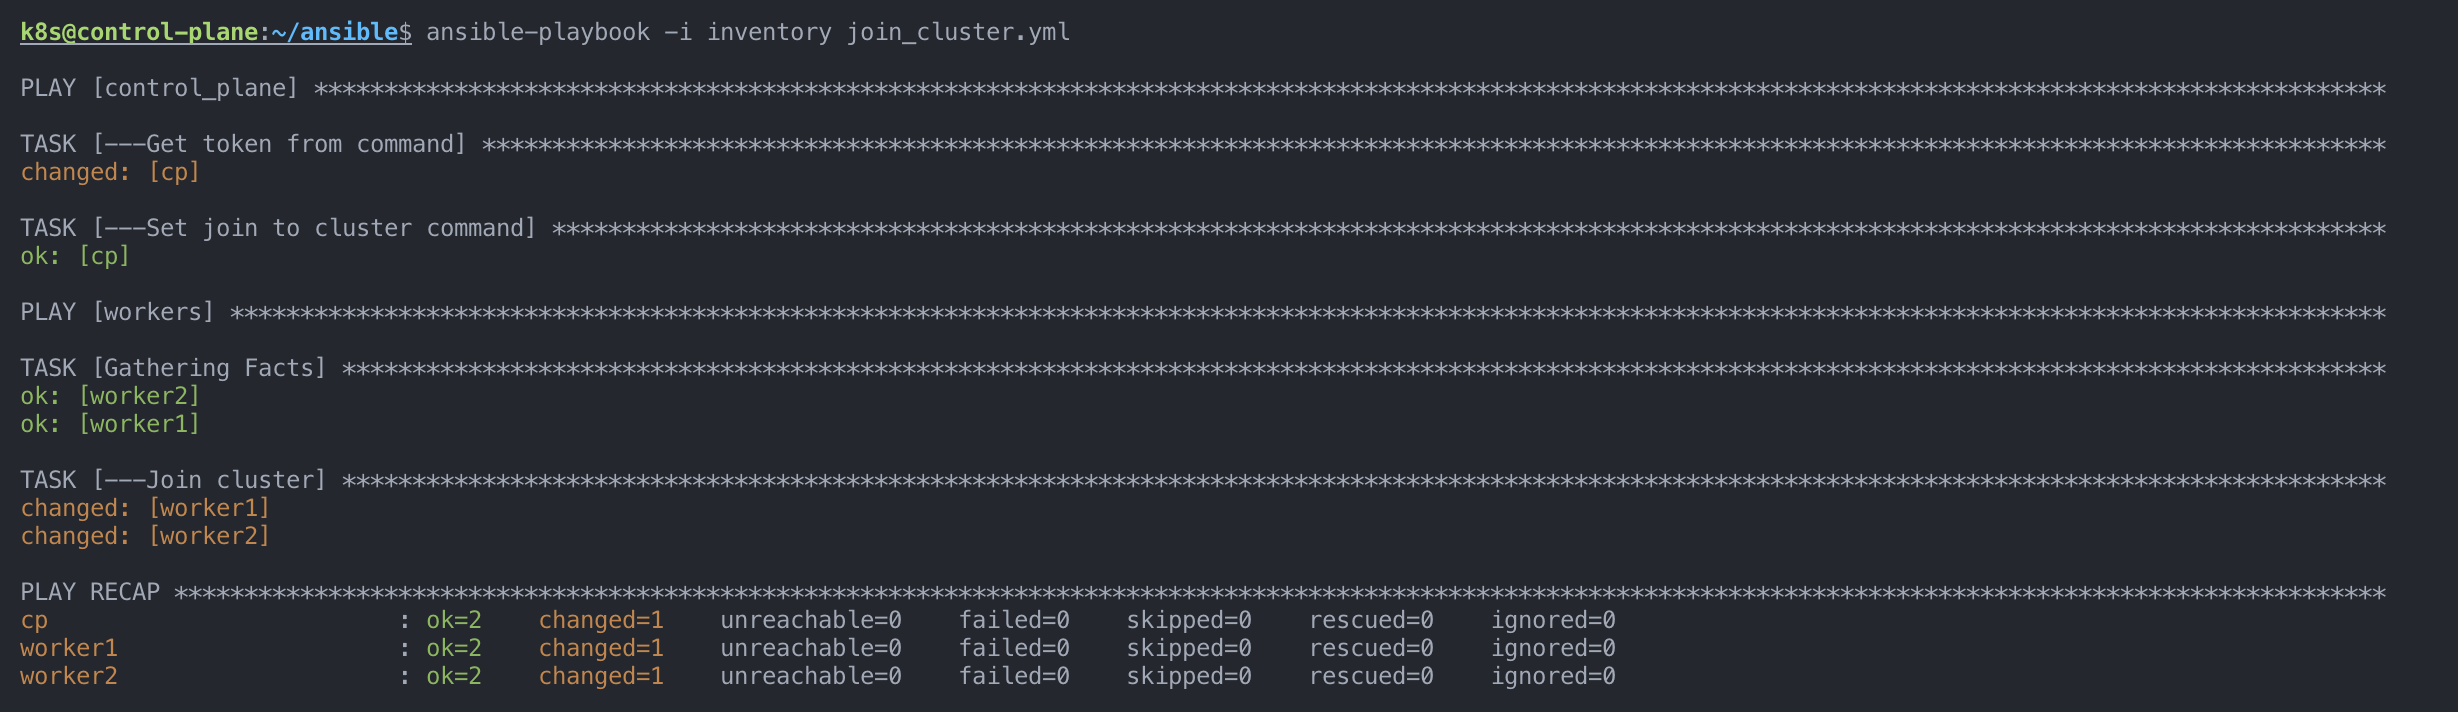 k8s@control-plane:~/ansible$ ansible-playbook -i inventory join_cluster.yml
PLAY [control_plane] ****************************************************************************************************************************************************
TASK [---Get token from command] ****************************************************************************************************************************************
changed: [cp]
TASK [---Set join to cluster command] ***********************************************************************************************************************************
ok: [cp]
PLAY [workers] **********************************************************************************************************************************************************
TASK [Gathering Facts] **************************************************************************************************************************************************
ok: [worker2]
ok: [worker1]
TASK [---Join cluster] **************************************************************************************************************************************************
changed: [worker1]
changed: [worker2]
PLAY RECAP **************************************************************************************************************************************************************
cp                         : ok=2    changed=1    unreachable=0    failed=0    skipped=0    rescued=0    ignored=0
worker1                    : ok=2    changed=1    unreachable=0    failed=0    skipped=0    rescued=0    ignored=0
worker2                    : ok=2    changed=1    unreachable=0    failed=0    skipped=0    rescued=0    ignored=0